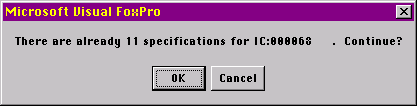 Microsoft Visual FoxPro
There are already 11 specifications for IC:000068   . Continue?
OK
Cancel